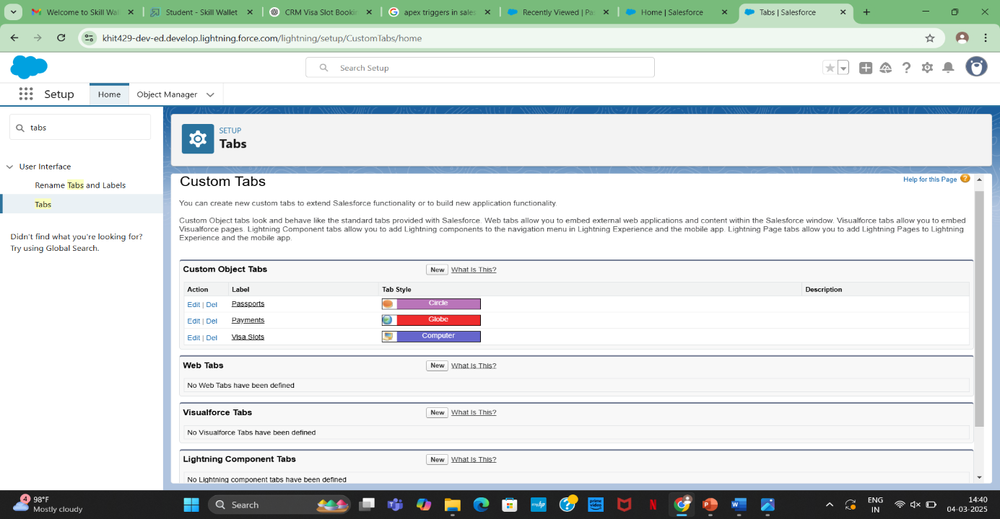 Welcome to Skill Wal
Student - Skill Wallet
CRM Visa Slot Bookin
apex triggers in sales
Recently Viewed | Pa
Home | Salesforce
Tabs | Salesforce
khit429-dev-ed.develop.lightning.force.com/lightning/setup/CustomTabs/home
Search Setup
Setup
Home
Object Manager
tabs
User Interface
Rename Tabs and Labels
Tabs
Didn't find what you're looking for?
Try using Global Search.
SETUP
Tabs
Custom Tabs
Help for this Page
You can create new custom tabs to extend Salesforce functionality or to build new application functionality.
Custom Object tabs look and behave like the standard tabs provided with Salesforce. Web tabs allow you to embed external web applications and content within the Salesforce window. Visualforce tabs allow you to embed
Visualforce pages. Lightning Component tabs allow you to add Lightning components to the navigation menu in Lightning Experience and the mobile app. Lightning Page tabs allow you to add Lightning Pages to Lightning
Experience and the mobile app.
Custom Object Tabs New What Is This?
Action Label Tab Style Description
Edit | Del Passports Circle
Edit | Del Payments Globe
Edit | Del Visa Slots Computer
Web Tabs New What Is This?
No Web Tabs have been defined
Visualforce Tabs New What Is This?
No Visualforce Tabs have been defined
Lightning Component Tabs New What Is This?
No Lightning component tabs have been defined
4
98°F
Mostly cloudy
Search
myhp
prime video
ENG
IN
14:40
04-03-2025